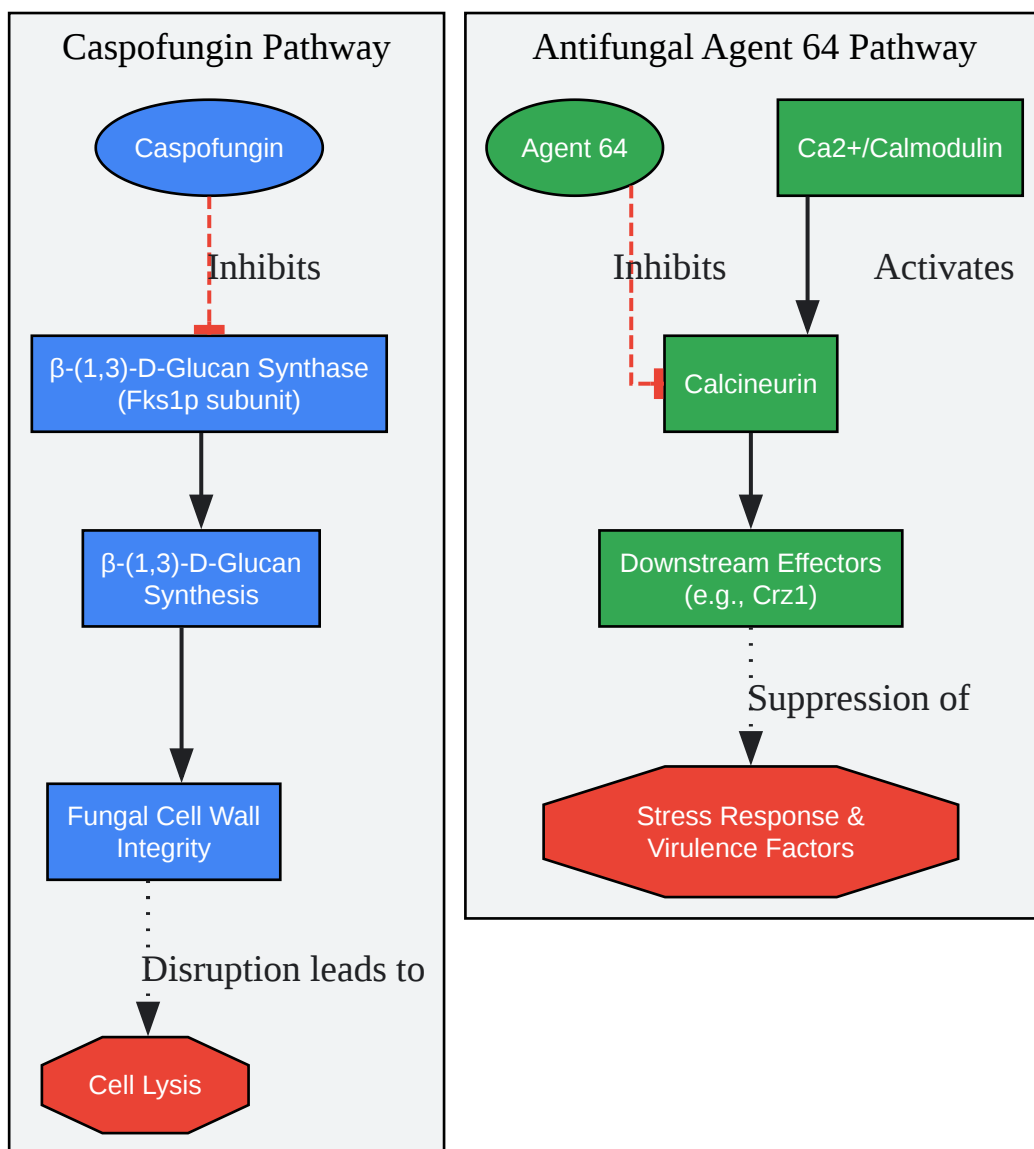 Caspofungin Pathway
Caspofungin
Inhibits
β-(1,3)-D-Glucan Synthase
(Fks1p subunit)
β-(1,3)-D-Glucan
Synthesis
Fungal Cell Wall
Integrity
Disruption leads to
Cell Lysis
Antifungal Agent 64 Pathway
Agent 64
Ca2+/Calmodulin
Inhibits
Activates
Calcineurin
Downstream Effectors
(e.g., Crz1)
Suppression of
Stress Response &
Virulence Factors